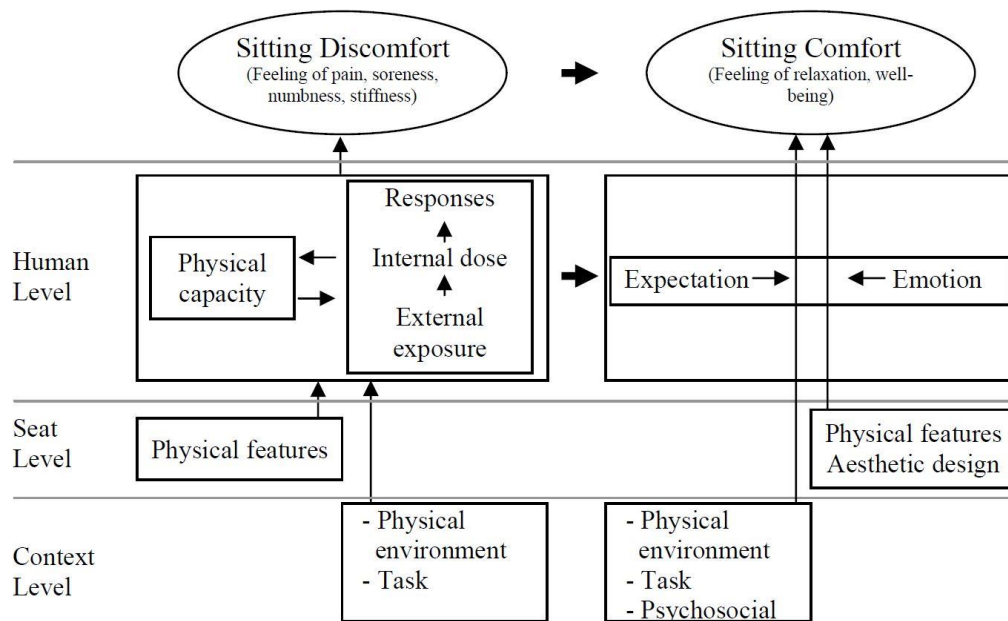 Sitting Discomfort
(Feeling of pain, soreness,
numbness, stiffness)
Sitting Comfort
(Feeling of relaxation, well-
being)
Human
Level
Physical
capacity
Responses
Internal dose
External
exposure
Expectation
Emotion
Seat
Level
Physical features
Physical features
Aesthetic design
Context
Level
- Physical
environment
- Task
- Physical
environment
- Task
- Psychosocial